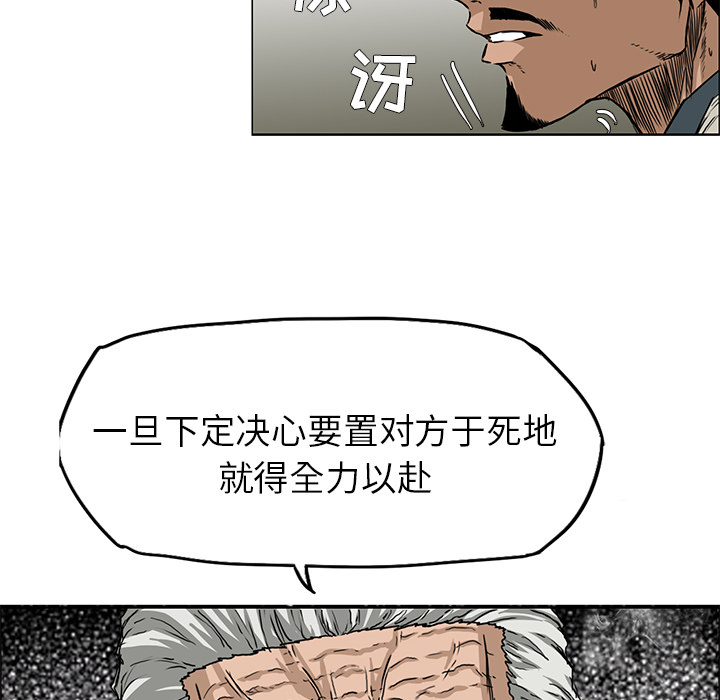 讶
一旦下定决心要置对方于死地
就得全力以赴